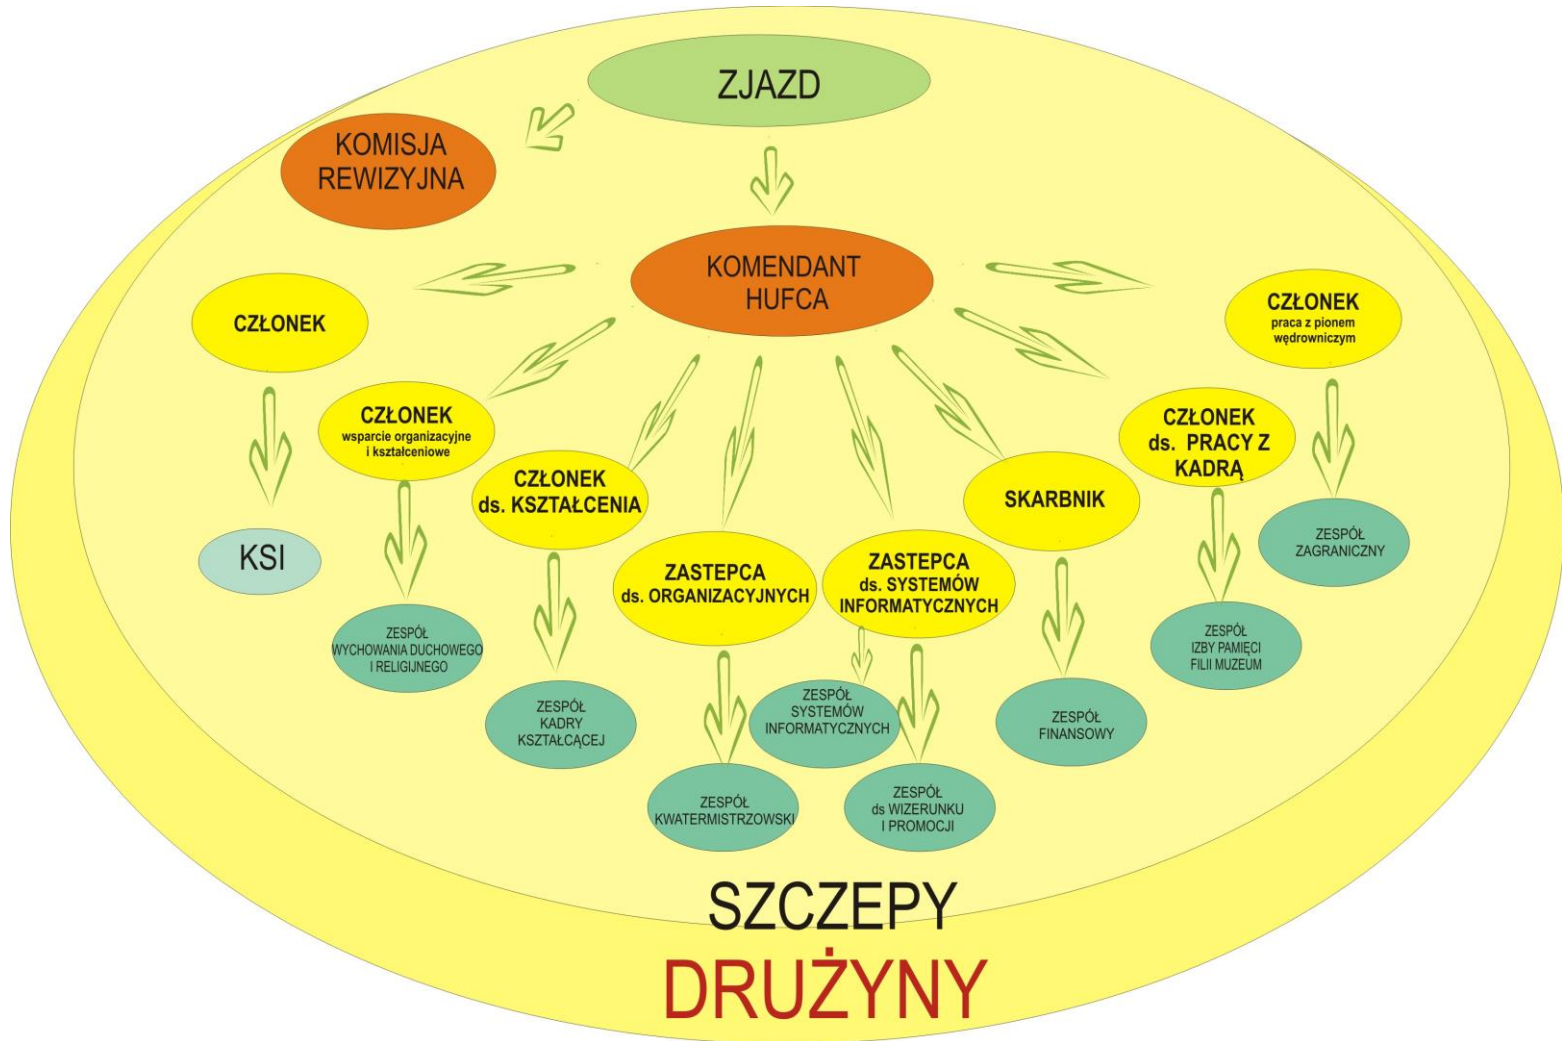 ZJAZD
KOMISJA
REWIZYJNA
KOMENDANT
HUFCA
CZŁONEK
CZŁONEK
praca z pionem
wędrowniczym
CZŁONEK
wsparcie organizacyjne
i kształceniowe
CZŁONEK
ds. PRACY Z
KADRĄ
CZŁONEK
ds. KSZTAŁCENIA
SKARBNIK
ZASTEPCA
ds. ORGANIZACYJNYCH
ZASTEPCA
ds. SYSTEMÓW
INFORMATYCZNYCH
KSI
ZESPÓŁ
ZAGRANICZNY
ZESPÓŁ
WYCHOWANIA DUCHOWEGO
I RELIGIJNEGO
ZESPÓŁ
IZBY PAMIĘCI
FILII MUZEUM
ZESPÓŁ
KADRY
KSZTAŁCĄCEJ
ZESPÓŁ
SYSTEMÓW
INFORMATYCZNYCH
ZESPÓŁ
FINANSOWY
ZESPÓŁ
KWATERMISTRZOWSKI
ZESPÓŁ
ds WIZERUNKU
I PROMOCJI
SZCZEPY
DRUŻYNY